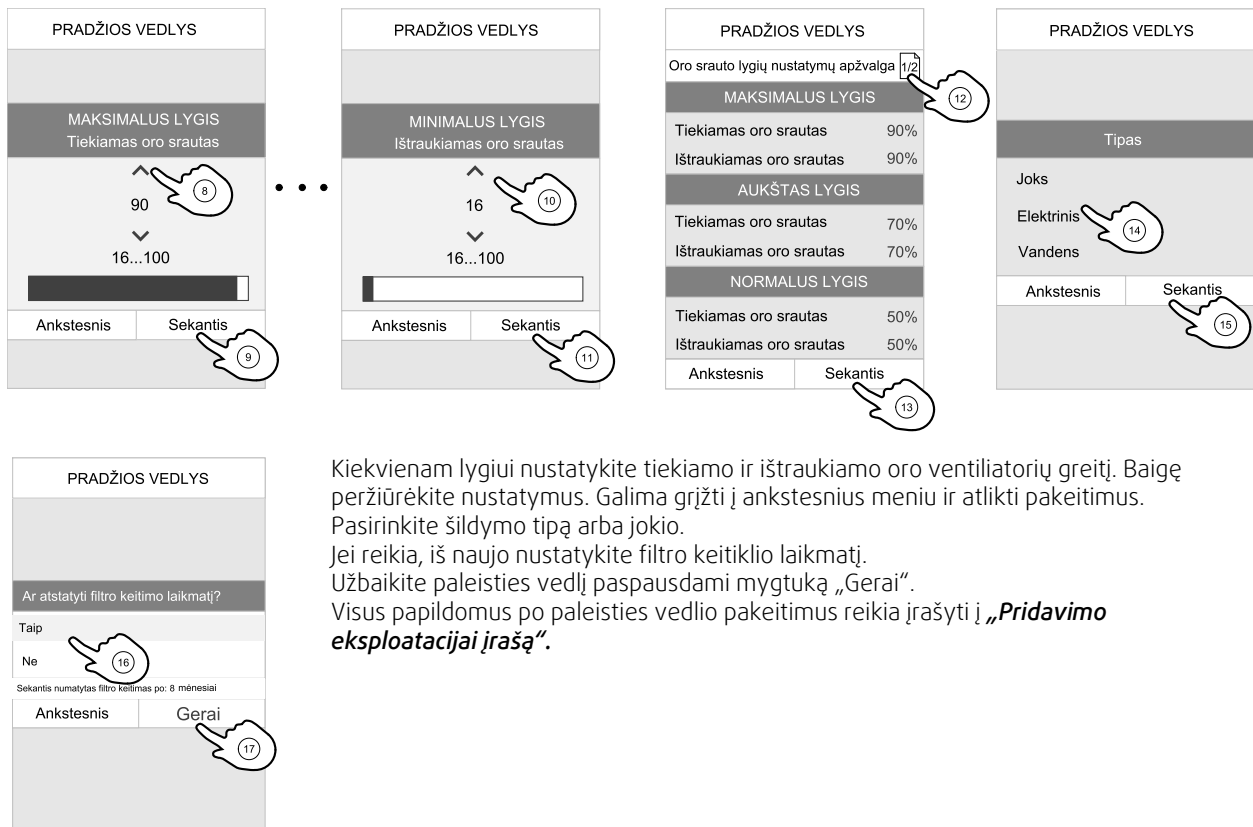 PRADŽIOS VEDLYS
MAKSIMALUS LYGIS
Tiekiamas oro srautas
8
90
16...100
Ankstesnis
Sekantis
9
• • •
PRADŽIOS VEDLYS
MINIMALUS LYGIS
Ištraukiamas oro srautas
10
16
16...100
Ankstesnis
Sekantis
11
PRADŽIOS VEDLYS
Oro srauto lygių nustatymų apžvalga 1/2
12
MAKSIMALUS LYGIS
Tiekiamas oro srautas 90%
Ištraukiamas oro srautas 90%
AUKŠTAS LYGIS
Tiekiamas oro srautas 70%
Ištraukiamas oro srautas 70%
NORMALUS LYGIS
Tiekiamas oro srautas 50%
Ištraukiamas oro srautas 50%
Ankstesnis
Sekantis
13
PRADŽIOS VEDLYS
Tipas
Joks
Elektrinis
14
Vandens
Ankstesnis
Sekantis
15
PRADŽIOS VEDLYS
Ar atstatyti filtro keitimo laikmatį?
Taip
Ne
16
Sekantis numatytas filtro keitimas po: 8 mėnesiai
Ankstesnis
Gerai
17
Kiekvienam lygiui nustatykite tiekiamo ir ištraukiamo oro ventiliatorių greitį. Baigę
peržiūrėkite nustatymus. Galima grįžti į ankstesnius meniu ir atlikti pakeitimus.
Pasirinkite šildymo tipą arba jokio.
Jei reikia, iš naujo nustatykite filtro keitiklio laikmatį.
Užbaikite paleisties vedlį paspausdami mygtuką „Gerai“.
Visus papildomus po paleisties vedlio pakeitimus reikia įrašyti į „Pridavimo
eksploatacijai įrašą“.